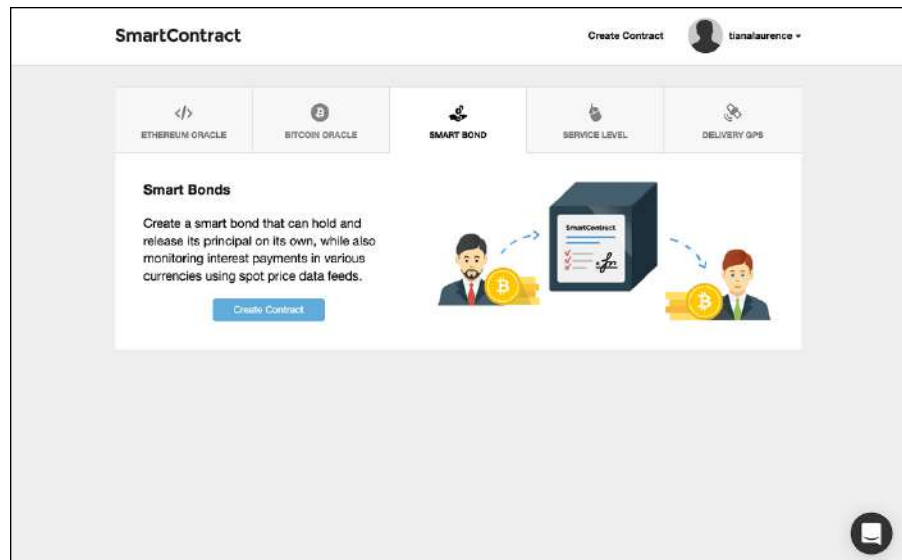 SmartContract
Create Contract
tianalaurence
ETHEREUM ORACLE
BITCOIN ORACLE
SMART BOND
SERVICE LEVEL
DELIVERY GPS
Smart Bonds
Create a smart bond that can hold and
release its principal on its own, while also
monitoring interest payments in various
currencies using spot price data feeds.
Create Contract
SmartContract